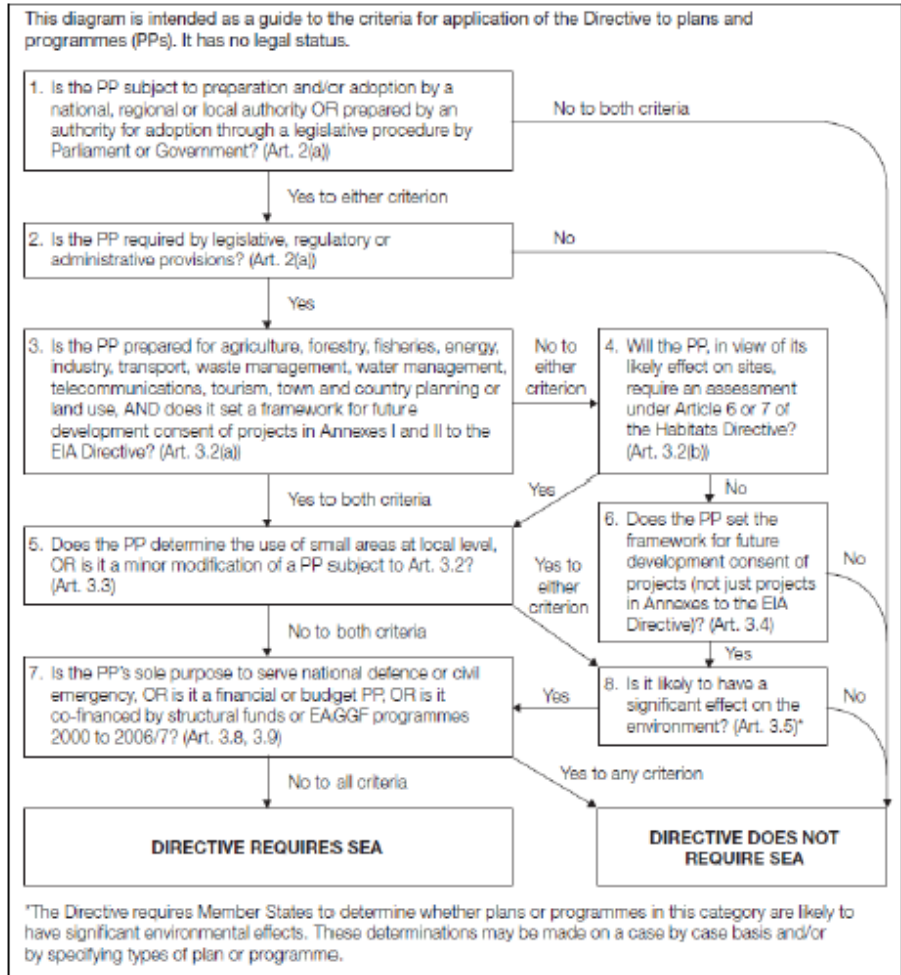 This diagram is intended as a guide to the criteria for application of the Directive to plans and
programmes (PPs). It has no legal status.
1. Is the PP subject to preparation and/or adoption by a
national, regional or local authority OR prepared by an
authority for adoption through a legislative procedure by
Parliament or Government? (Art. 2(a))
No to both criteria
Yes to either criterion
2. Is the PP required by legislative, regulatory or
administrative provisions? (Art. 2(a))
No
Yes
3. Is the PP prepared for agriculture, forestry, fisheries, energy,
industry, transport, waste management, water management,
telecommunications, tourism, town and country planning or
land use, AND does it set a framework for future
development consent of projects in Annexes I and II to the
EIA Directive? (Art. 3.2(a))
No to
either
criterion
4. Will the PP, in view of its
likely effect on sites,
require an assessment
under Article 6 or 7 of
the Habitats Directive?
(Art. 3.2(b))
Yes to both criteria
Yes
No
5. Does the PP determine the use of small areas at local level,
OR is it a minor modification of a PP subject to Art. 3.2?
(Art. 3.3)
Yes to
either
criterion
6. Does the PP set the
framework for future
development consent of
projects (not just projects
in Annexes to the EIA
Directive)? (Art. 3.4)
No
No to both criteria
Yes
7. Is the PP's sole purpose to serve national defence or civil
emergency, OR is it a financial or budget PP, OR is it
co-financed by structural funds or EAGGF programmes
2000 to 2006/7? (Art. 3.8, 3.9)
Yes
8. Is it likely to have a
significant effect on the
environment? (Art. 3.5)*
No
No to all criteria
Yes to any criterion
DIRECTIVE REQUIRES SEA
DIRECTIVE DOES NOT
REQUIRE SEA
*The Directive requires Member States to determine whether plans or programmes in this category are likely to
have significant environmental effects. These determinations may be made on a case by case basis and/or
by specifying types of plan or programme.